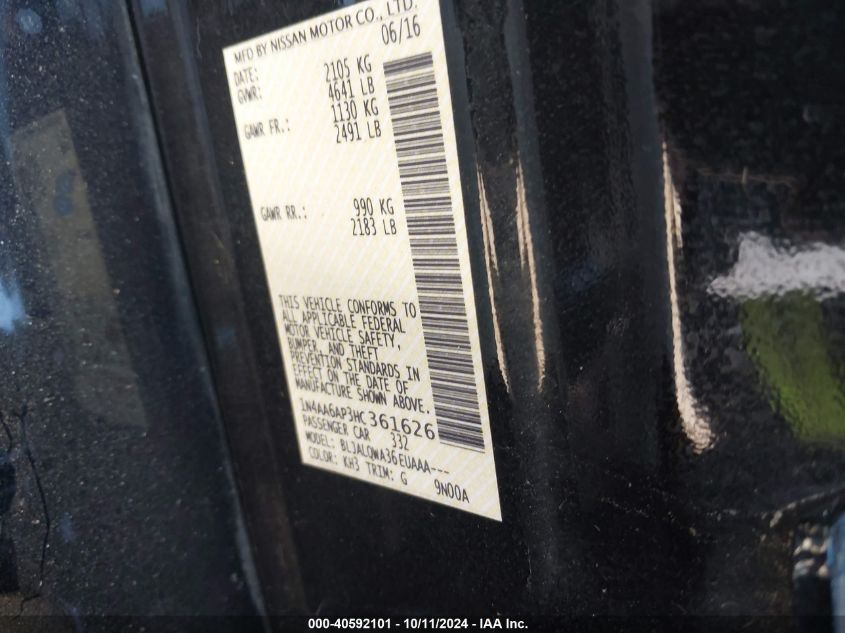 MFD BY NISSAN MOTOR CO., LTD.
DATE: 06/16
GVWR: 2105 KG
4641 LB
GAWR FR.: 1130 KG
2491 LB
GAWR RR.: 990 KG
2183 LB
THIS VEHICLE CONFORMS TO
ALL APPLICABLE FEDERAL
MOTOR VEHICLE SAFETY,
BUMPER, AND THEFT
PREVENTION STANDARDS IN
EFFECT ON THE DATE OF
MANUFACTURE SHOWN ABOVE.
1N4AA6AP3HC361626
PASSENGER CAR 332
MODEL: BLJALQWA36EUAAA---
COLOR: KH3 TRIM: G 9N00A
000-40592101 - 10/11/2024 - IAA Inc.